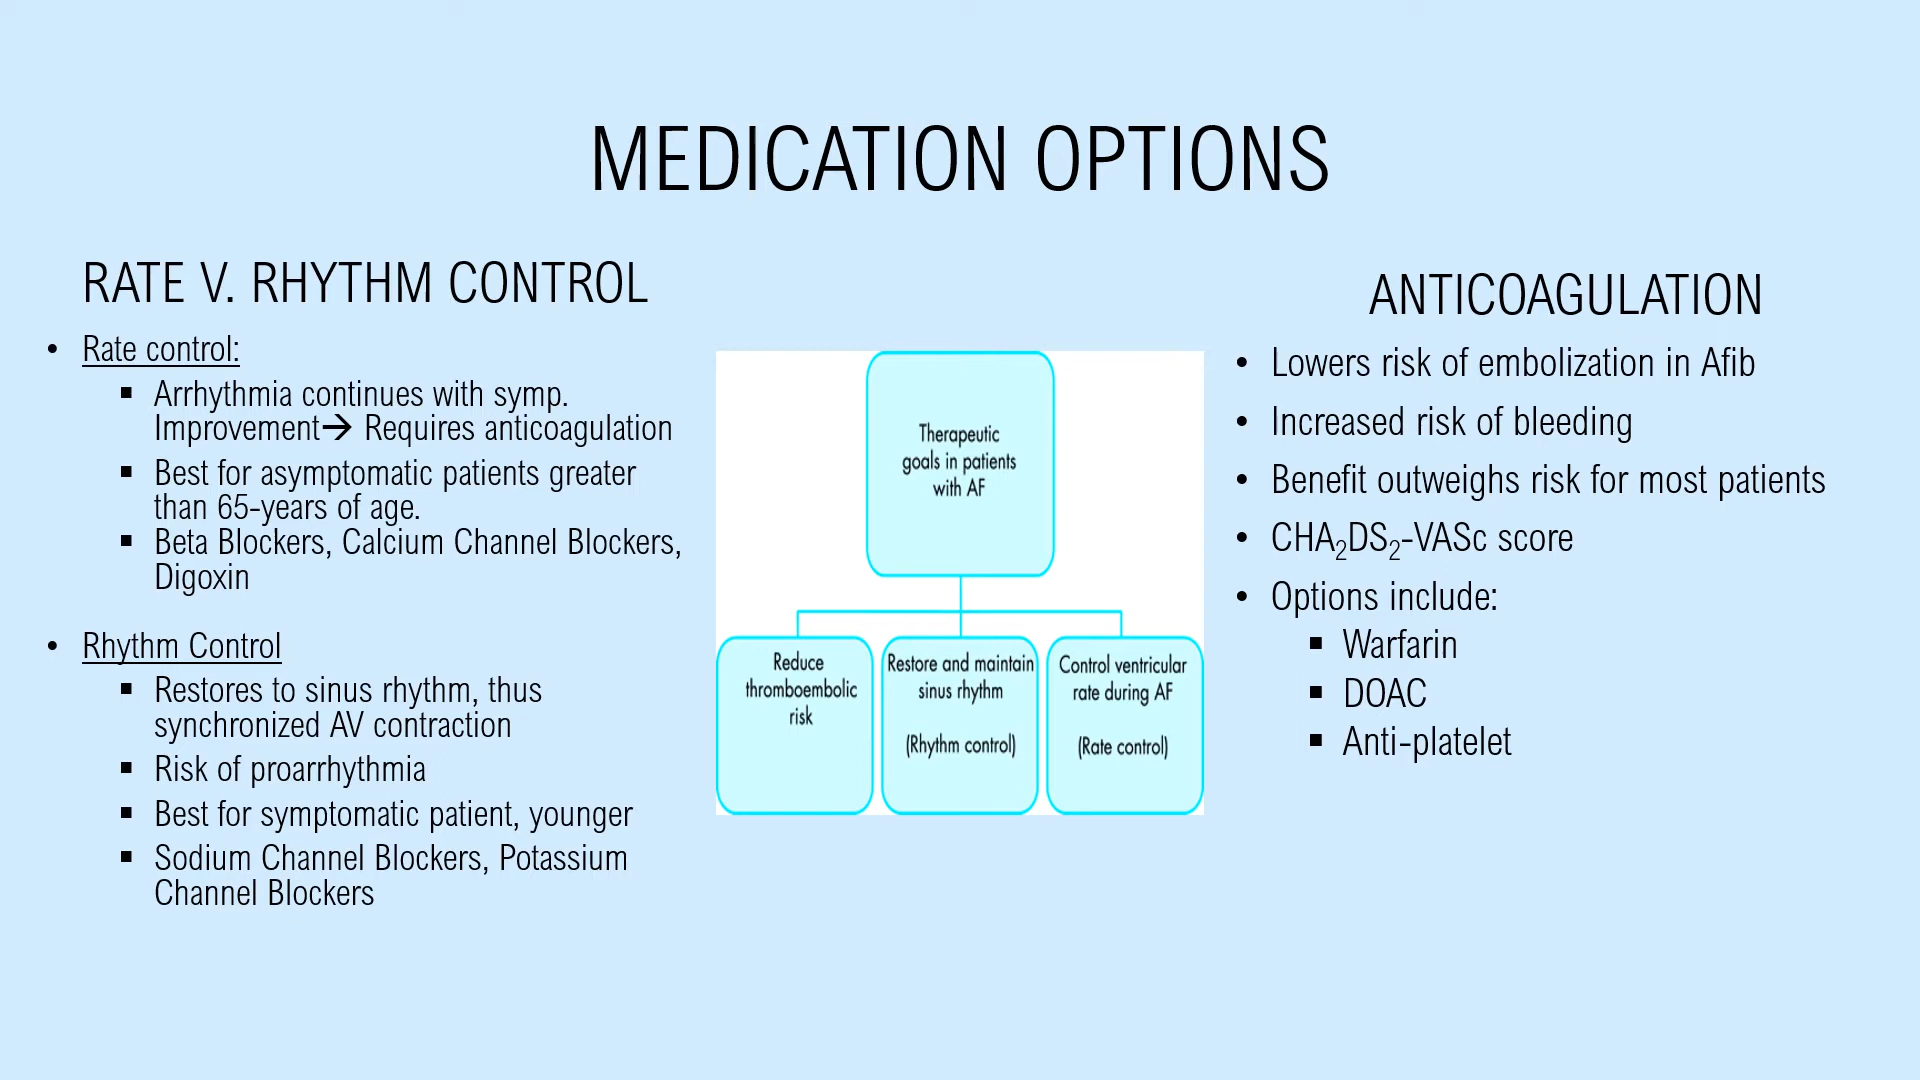 MEDICATION OPTIONS
RATE V. RHYTHM CONTROL
• Rate control:
▪ Arrhythmia continues with symp.
Improvement→ Requires anticoagulation
▪ Best for asymptomatic patients greater
than 65-years of age.
▪ Beta Blockers, Calcium Channel Blockers,
Digoxin
• Rhythm Control
▪ Restores to sinus rhythm, thus
synchronized AV contraction
▪ Risk of proarrhythmia
▪ Best for symptomatic patient, younger
▪ Sodium Channel Blockers, Potassium
Channel Blockers
Therapeutic
goals in patients
with AF
Reduce
thromboembolic
risk
Restore and maintain
sinus rhythm
(Rhythm control)
Control ventricular
rate during AF
(Rate control)
ANTICOAGULATION
• Lowers risk of embolization in Afib
• Increased risk of bleeding
• Benefit outweighs risk for most patients
• CHA₂DS₂-VASc score
• Options include:
▪ Warfarin
▪ DOAC
▪ Anti-platelet